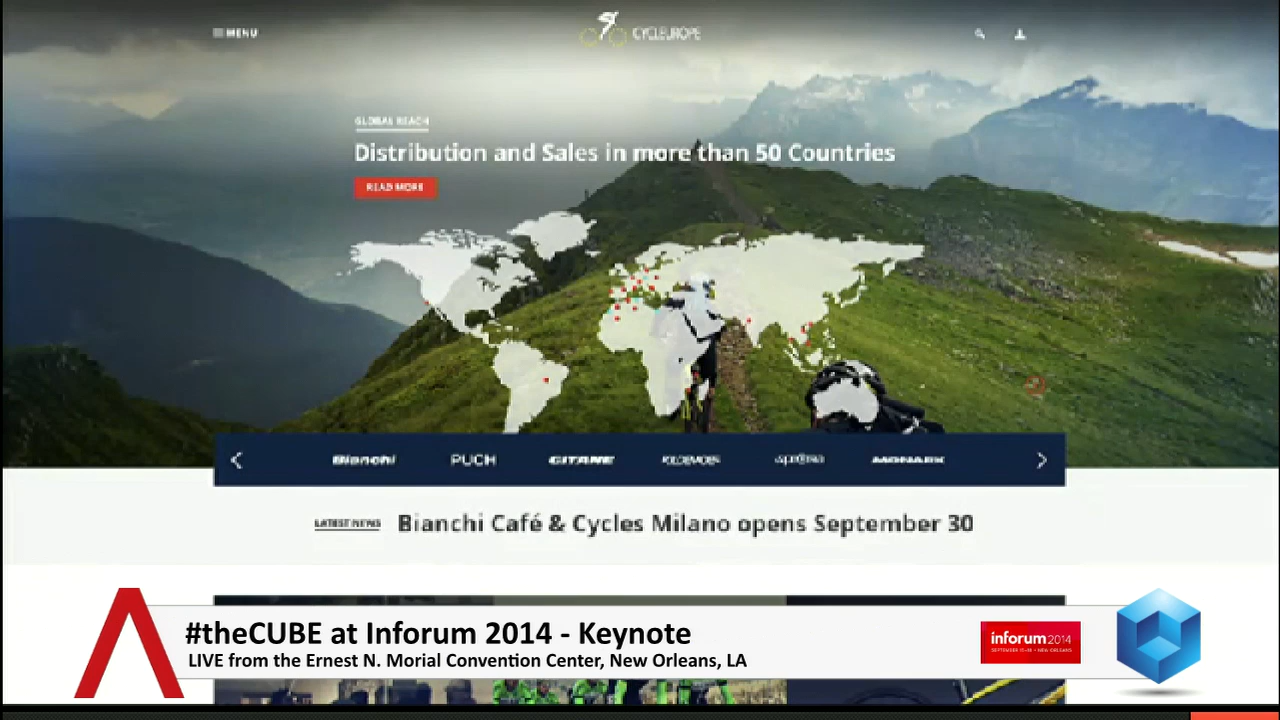 MENU
CYCLEUROPE
GLOBAL REACH
Distribution and Sales in more than 50 Countries
READ MORE
Bianchi PUCH GITANE KILDEMOES MONARK
LATEST NEWS Bianchi Café & Cycles Milano opens September 30
#theCUBE at Inforum 2014 - Keynote
LIVE from the Ernest N. Morial Convention Center, New Orleans, LA
inforum2014